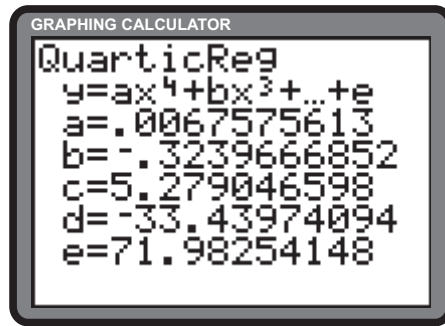 GRAPHING CALCULATOR
QuarticReg
y=ax⁴+bx³+…+e
a=.0067575613
b=-.3239666852
c=5.279046598
d=-33.43974094
e=71.98254148